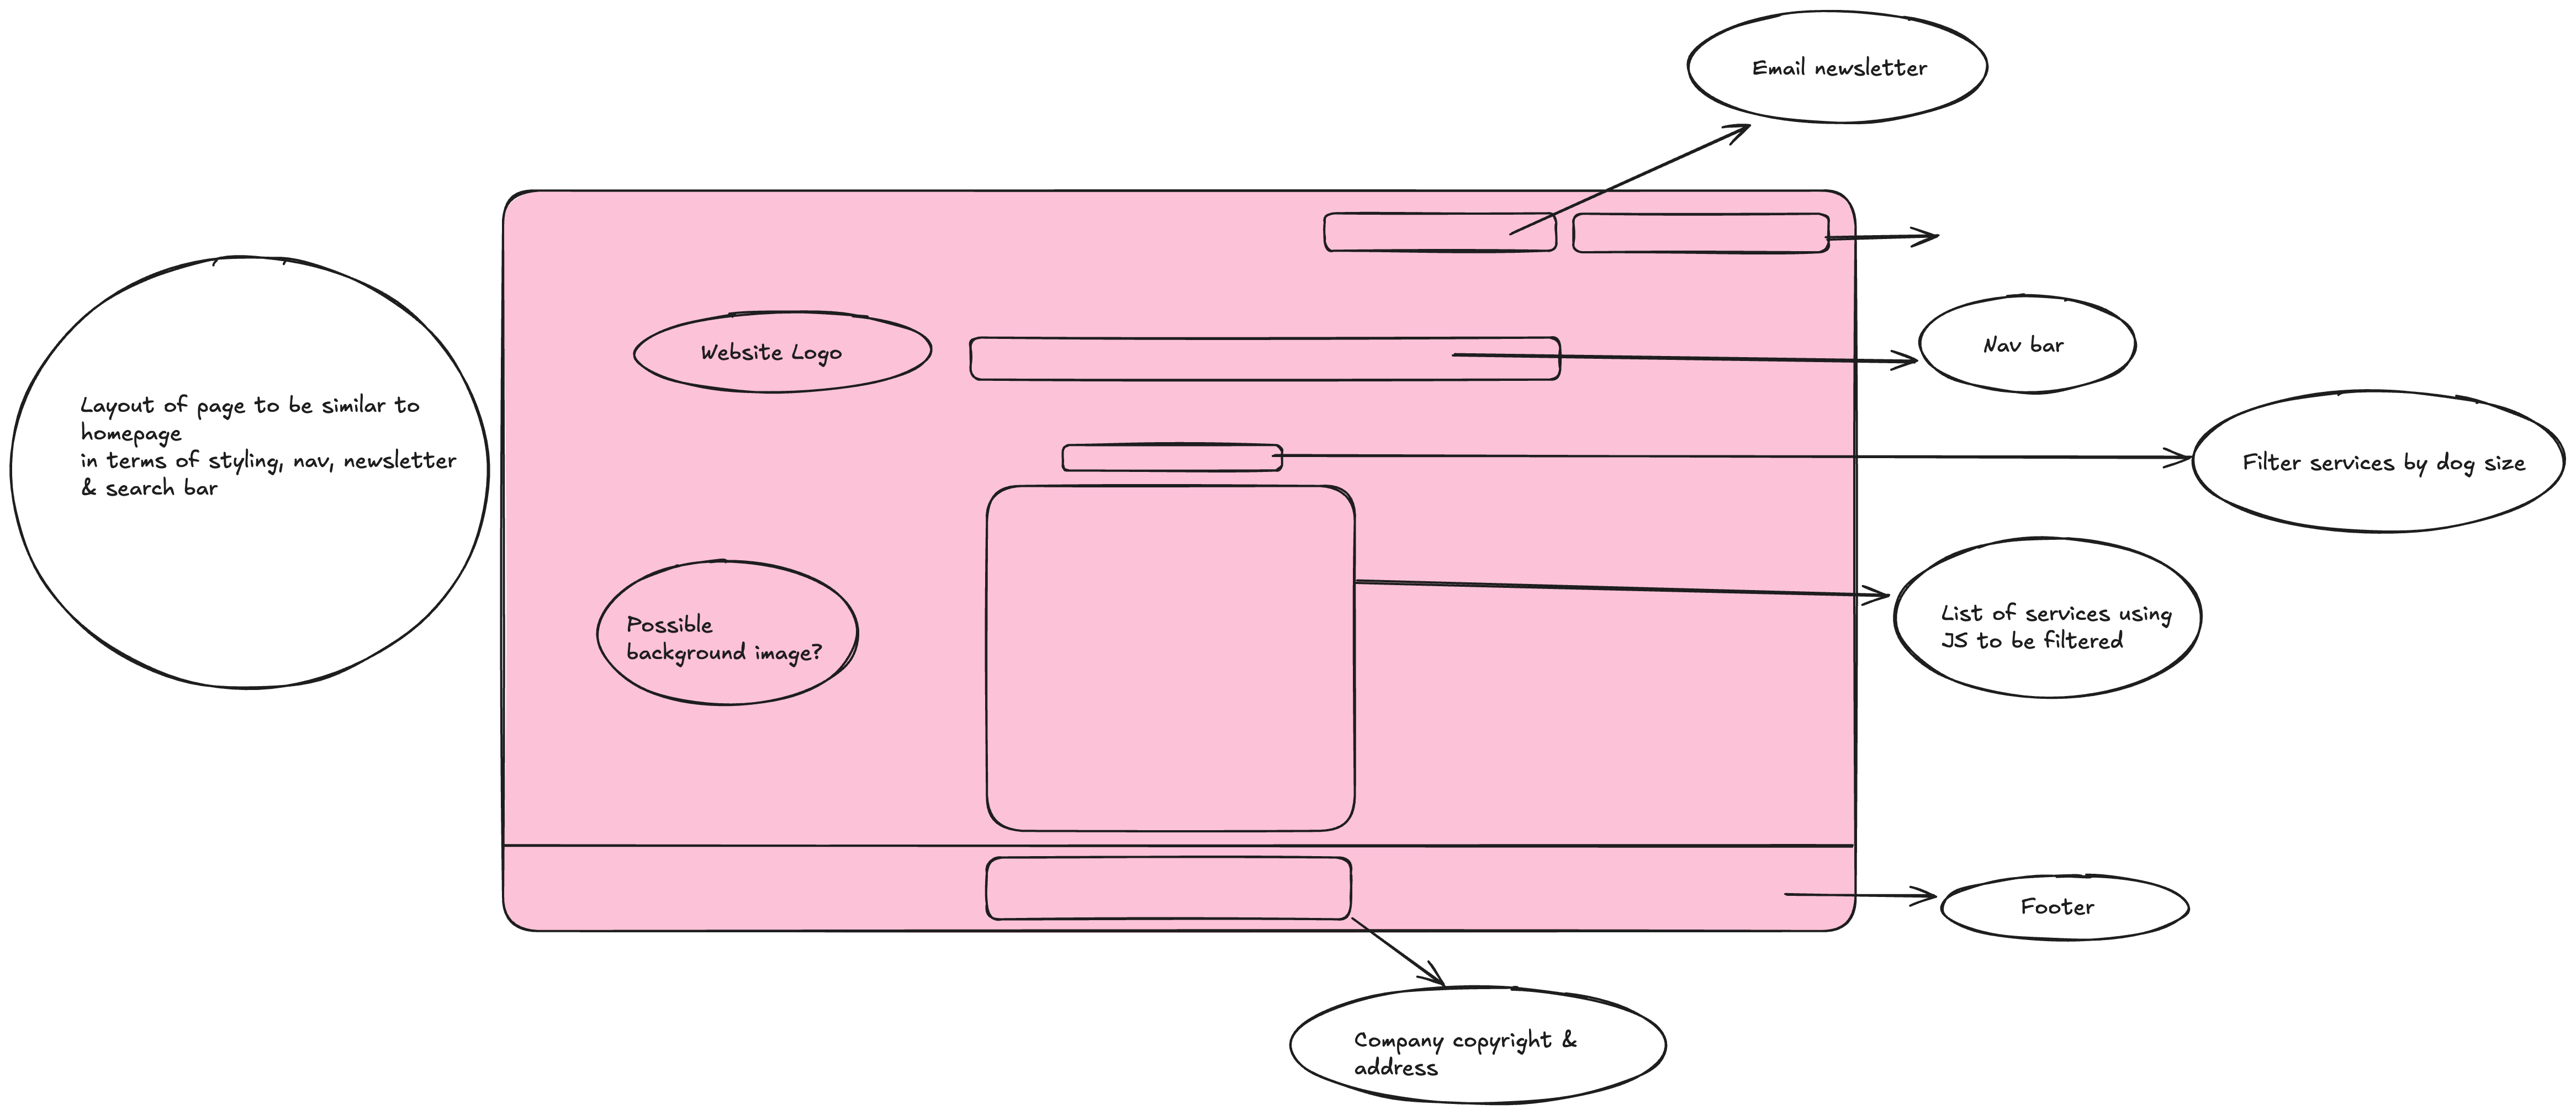 Email newsletter
Website Logo
Nav bar
Layout of page to be similar to
homepage
in terms of styling, nav, newsletter
& search bar
Filter services by dog size
Possible
background image?
List of services using
JS to be filtered
Footer
Company copyright &
address